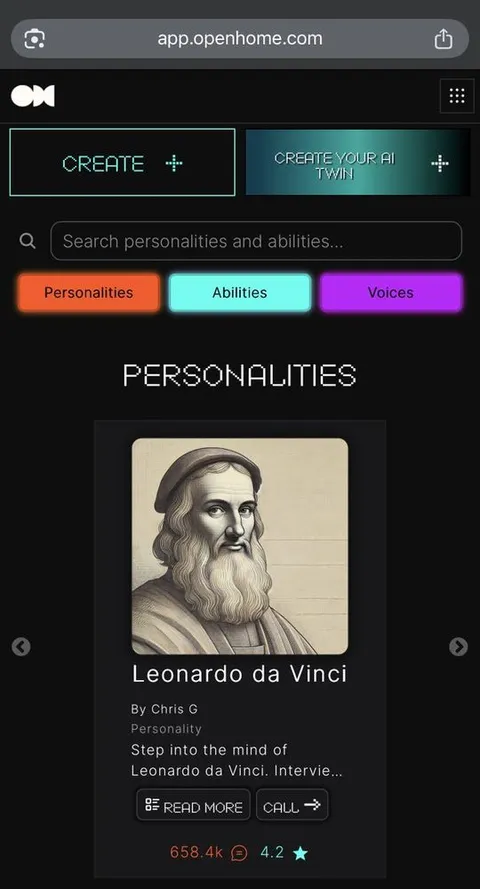 app.openhome.com
CREATE +
CREATE YOUR AI
TWIN +
Search personalities and abilities...
Personalities
Abilities
Voices
PERSONALITIES
Leonardo da Vinci
By Chris G
Personality
Step into the mind of
Leonardo da Vinci. Intervie...
READ MORE
CALL
658.4k
4.2